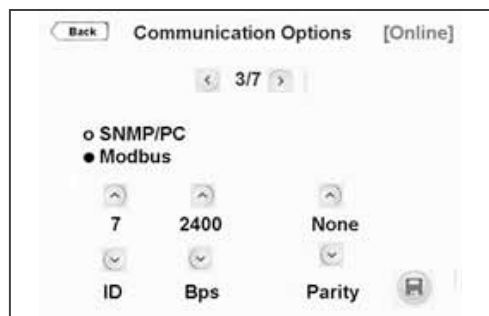 Back Communication Options [Online]
3/7
SNMP/PC
Modbus
7 2400 None
ID Bps Parity